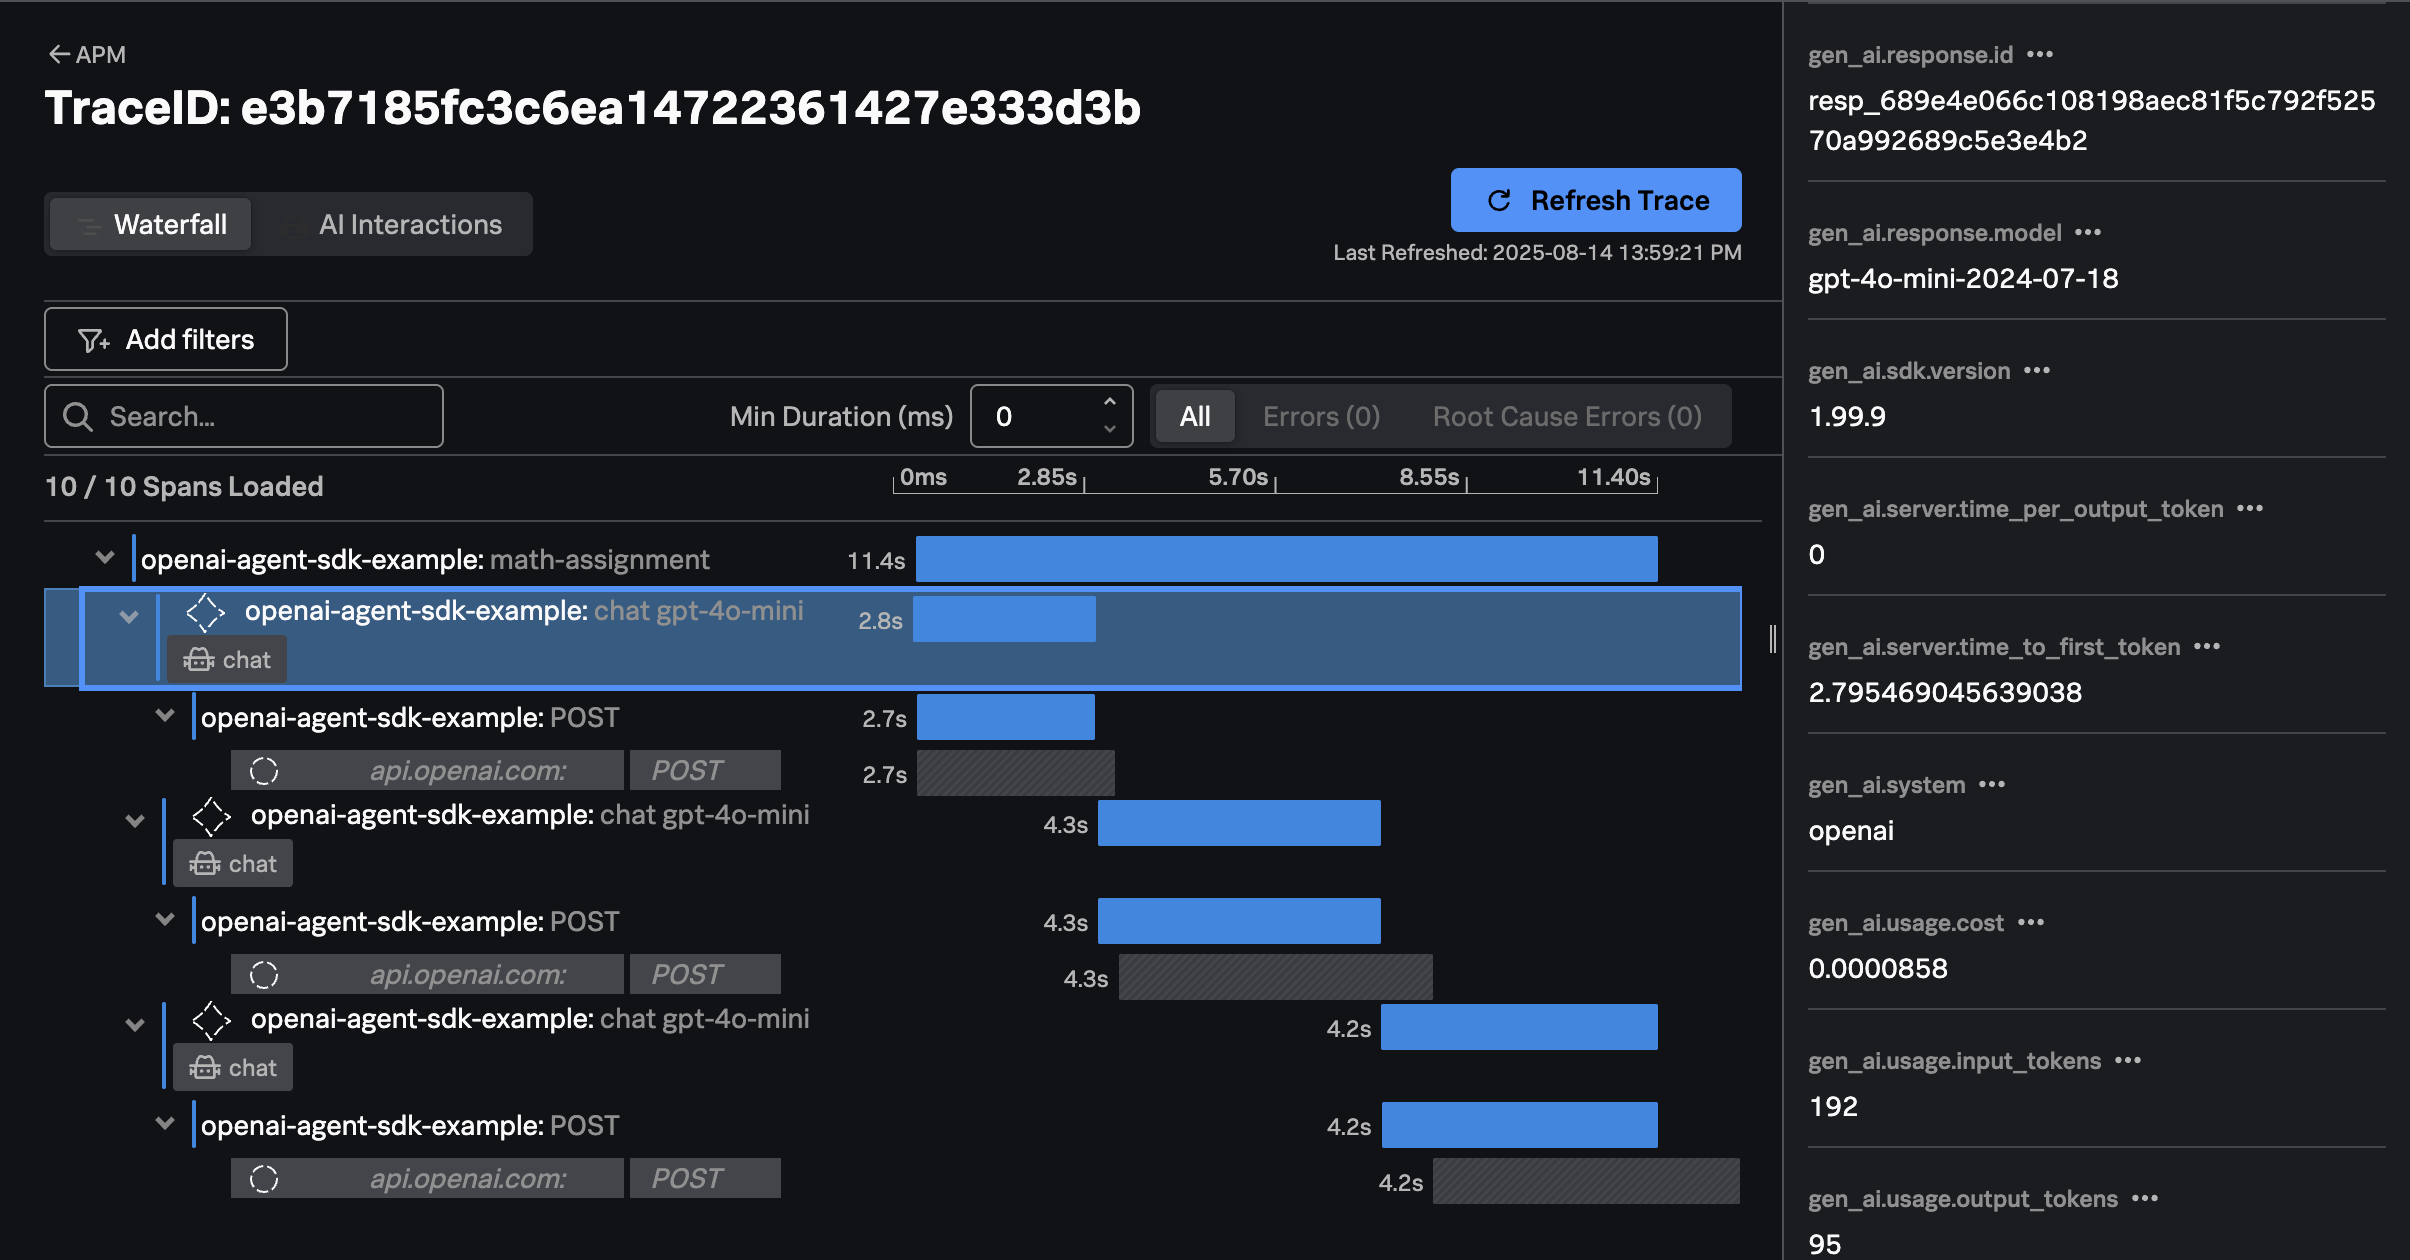 APM
TraceID: e3b7185fc3c6ea14722361427e333d3b
Waterfall
AI Interactions
Refresh Trace
Last Refreshed: 2025-08-14 13:59:21 PM
Add filters
Search...
Min Duration (ms)
0
All
Errors (0)
Root Cause Errors (0)
10 / 10 Spans Loaded
0ms 2.85s 5.70s 8.55s 11.40s
openai-agent-sdk-example: math-assignment 11.4s
openai-agent-sdk-example: chat gpt-4o-mini 2.8s
chat
openai-agent-sdk-example: POST 2.7s
api.openai.com: POST 2.7s
openai-agent-sdk-example: chat gpt-4o-mini 4.3s
chat
openai-agent-sdk-example: POST 4.3s
api.openai.com: POST 4.3s
openai-agent-sdk-example: chat gpt-4o-mini 4.2s
chat
openai-agent-sdk-example: POST 4.2s
api.openai.com: POST 4.2s
gen_ai.response.id •••
resp_689e4e066c108198aec81f5c792f525
70a992689c5e3e4b2
gen_ai.response.model •••
gpt-4o-mini-2024-07-18
gen_ai.sdk.version •••
1.99.9
gen_ai.server.time_per_output_token •••
0
gen_ai.server.time_to_first_token •••
2.795469045639038
gen_ai.system •••
openai
gen_ai.usage.cost •••
0.0000858
gen_ai.usage.input_tokens •••
192
gen_ai.usage.output_tokens •••
95